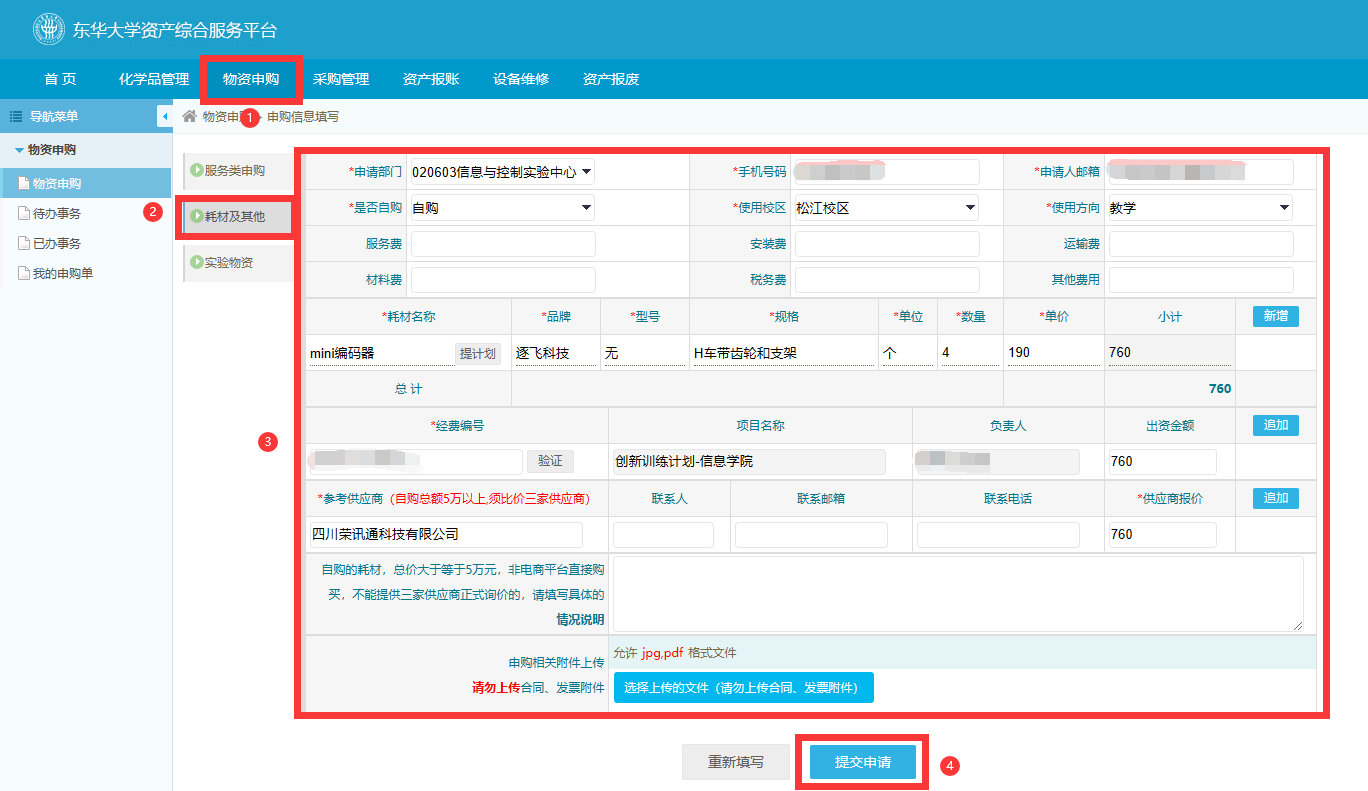 东华大学资产综合服务平台
首 页 化学品管理 物资申购 采购管理 资产报账 设备维修 资产报废
导航菜单
物资申购
物资申购
待办事务
已办事务
我的申购单
物资申 1 申购信息填写
服务类申购
2 耗材及其他
实验物资
*申请部门 020603信息与控制实验中心 *手机号码 *申请人邮箱
*是否自购 自购 *使用校区 松江校区 *使用方向 教学
服务费 安装费 运输费
材料费 税务费 其他费用
*耗材名称 *品牌 *型号 *规格 *单位 *数量 *单价 小计 新增
mini编码器 提计划 逐飞科技 无 H车带齿轮和支架 个 4 190 760
总 计 760
3
*经费编号 项目名称 负责人 出资金额 追加
验证 创新训练计划-信息学院 760
*参考供应商（自购总额5万以上,须比价三家供应商） 联系人 联系邮箱 联系电话 *供应商报价 追加
四川荣讯通科技有限公司 760
自购的耗材，总价大于等于5万元，非电商平台直接购
买，不能提供三家供应商正式询价的，请填写具体的
情况说明
申购相关附件上传
请勿上传合同、发票附件
允许 jpg,pdf 格式文件
选择上传的文件（请勿上传合同、发票附件）
重新填写 提交申请 4